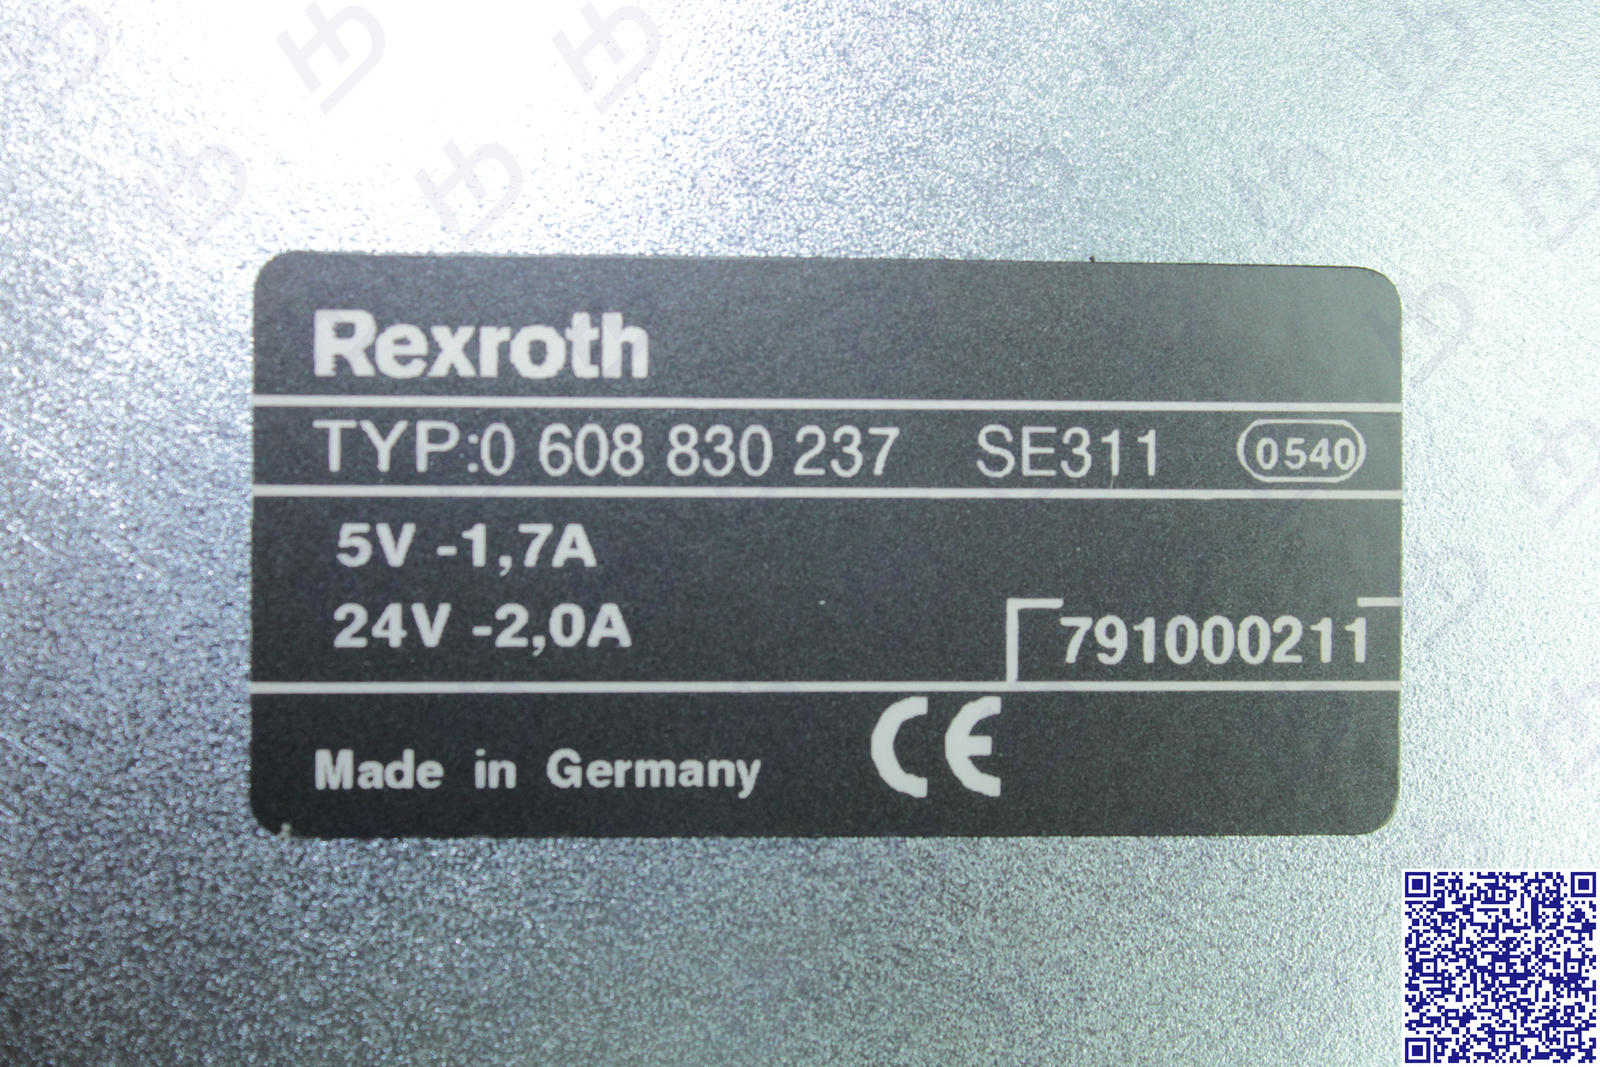 Rexroth
TYP:0 608 830 237 SE311 0540
5V -1,7A
24V -2,0A
791000211
Made in Germany CE